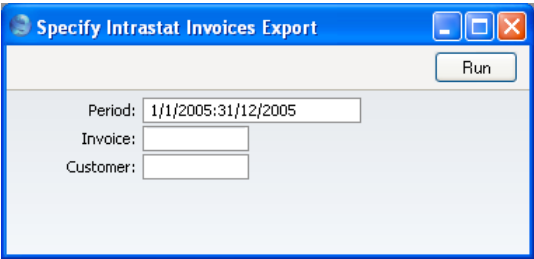 Specify Intrastat Invoices Export
Run
Period: 1/1/2005:31/12/2005
Invoice:
Customer: